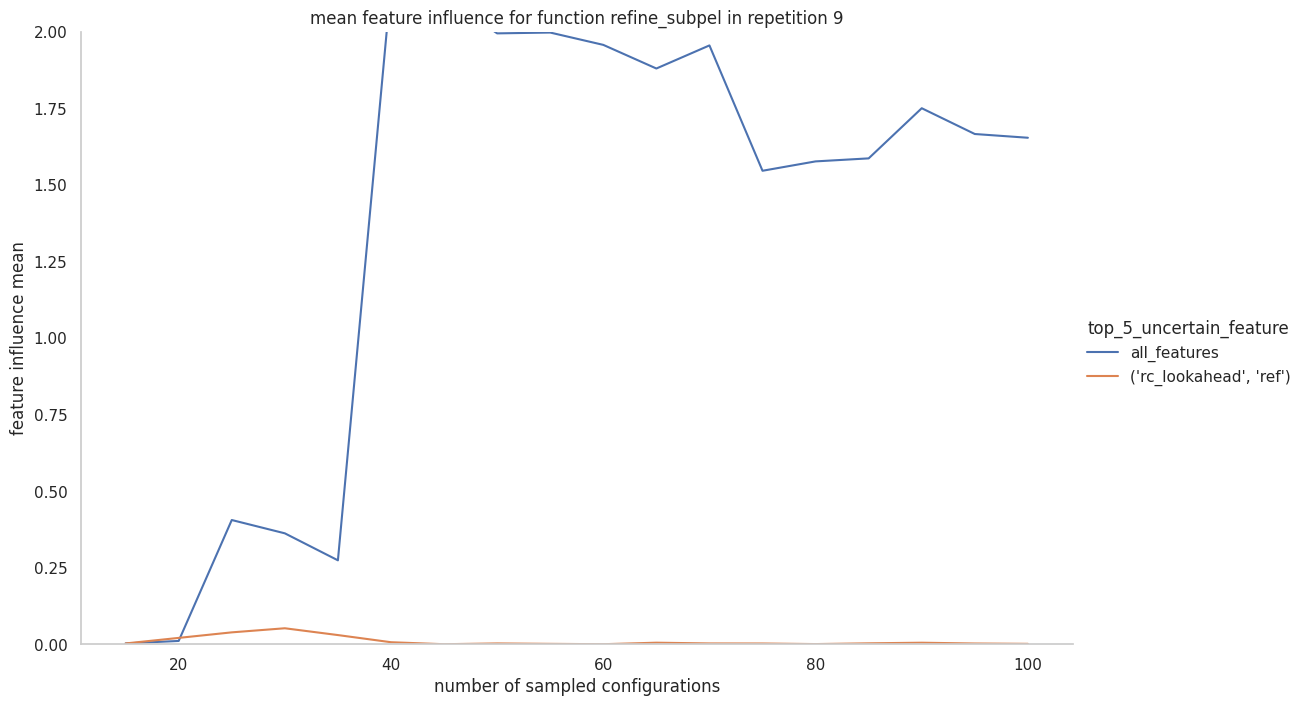 mean feature influence for function refine_subpel in repetition 9
2.00
1.75
1.50
1.25
1.00
0.75
0.50
0.25
0.00
feature influence mean
20
40
60
80
100
number of sampled configurations
top_5_uncertain_feature
all_features
('rc_lookahead', 'ref')